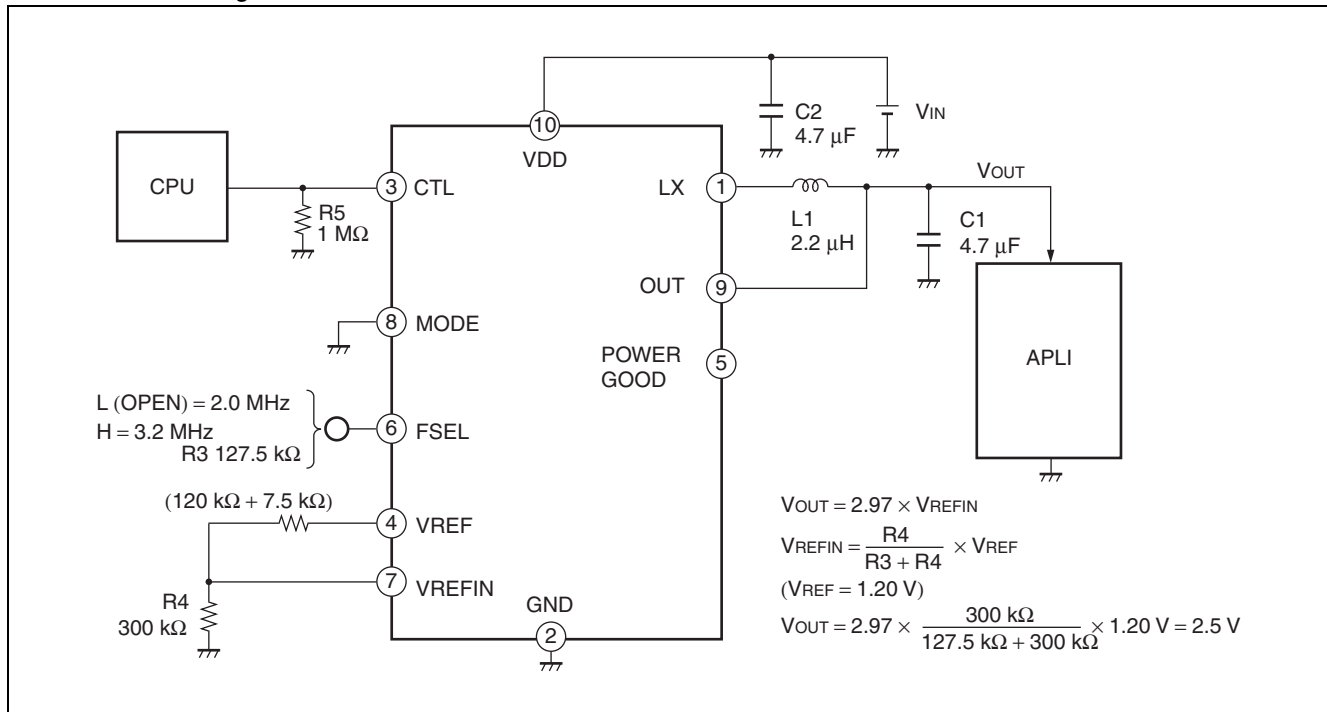 10
VDD
C2
4.7 μF
VIN
CPU
3
CTL
R5
1 MΩ
LX
1
L1
2.2 μH
VOUT
C1
4.7 μF
OUT
9
8
MODE
POWER
GOOD
5
APLI
L (OPEN) = 2.0 MHz
H = 3.2 MHz
R3 127.5 kΩ
6
FSEL
(120 kΩ + 7.5 kΩ)
4
VREF
7
VREFIN
R4
300 kΩ
GND
2
VOUT = 2.97 × VREFIN
VREFIN = R4 / R3 + R4 × VREF
(VREF = 1.20 V)
VOUT = 2.97 × 300 kΩ / 127.5 kΩ + 300 kΩ × 1.20 V = 2.5 V